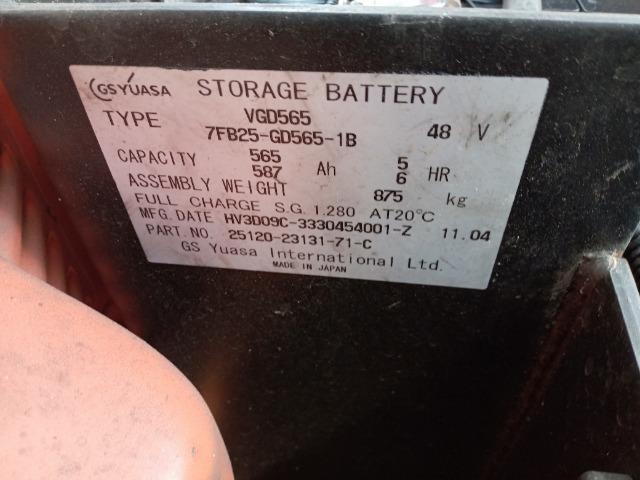 GS YUASA STORAGE BATTERY
TYPE VGD565
7FB25-GD565-1B 48 V
CAPACITY 565 Ah 5 HR
587 6
ASSEMBLY WEIGHT 875 kg
FULL CHARGE S.G. 1.280 AT20°C
MFG. DATE HV3D09C-3330454001-Z 11.04
PART.NO. 25120-23131-71-C
GS Yuasa International Ltd.
MADE IN JAPAN